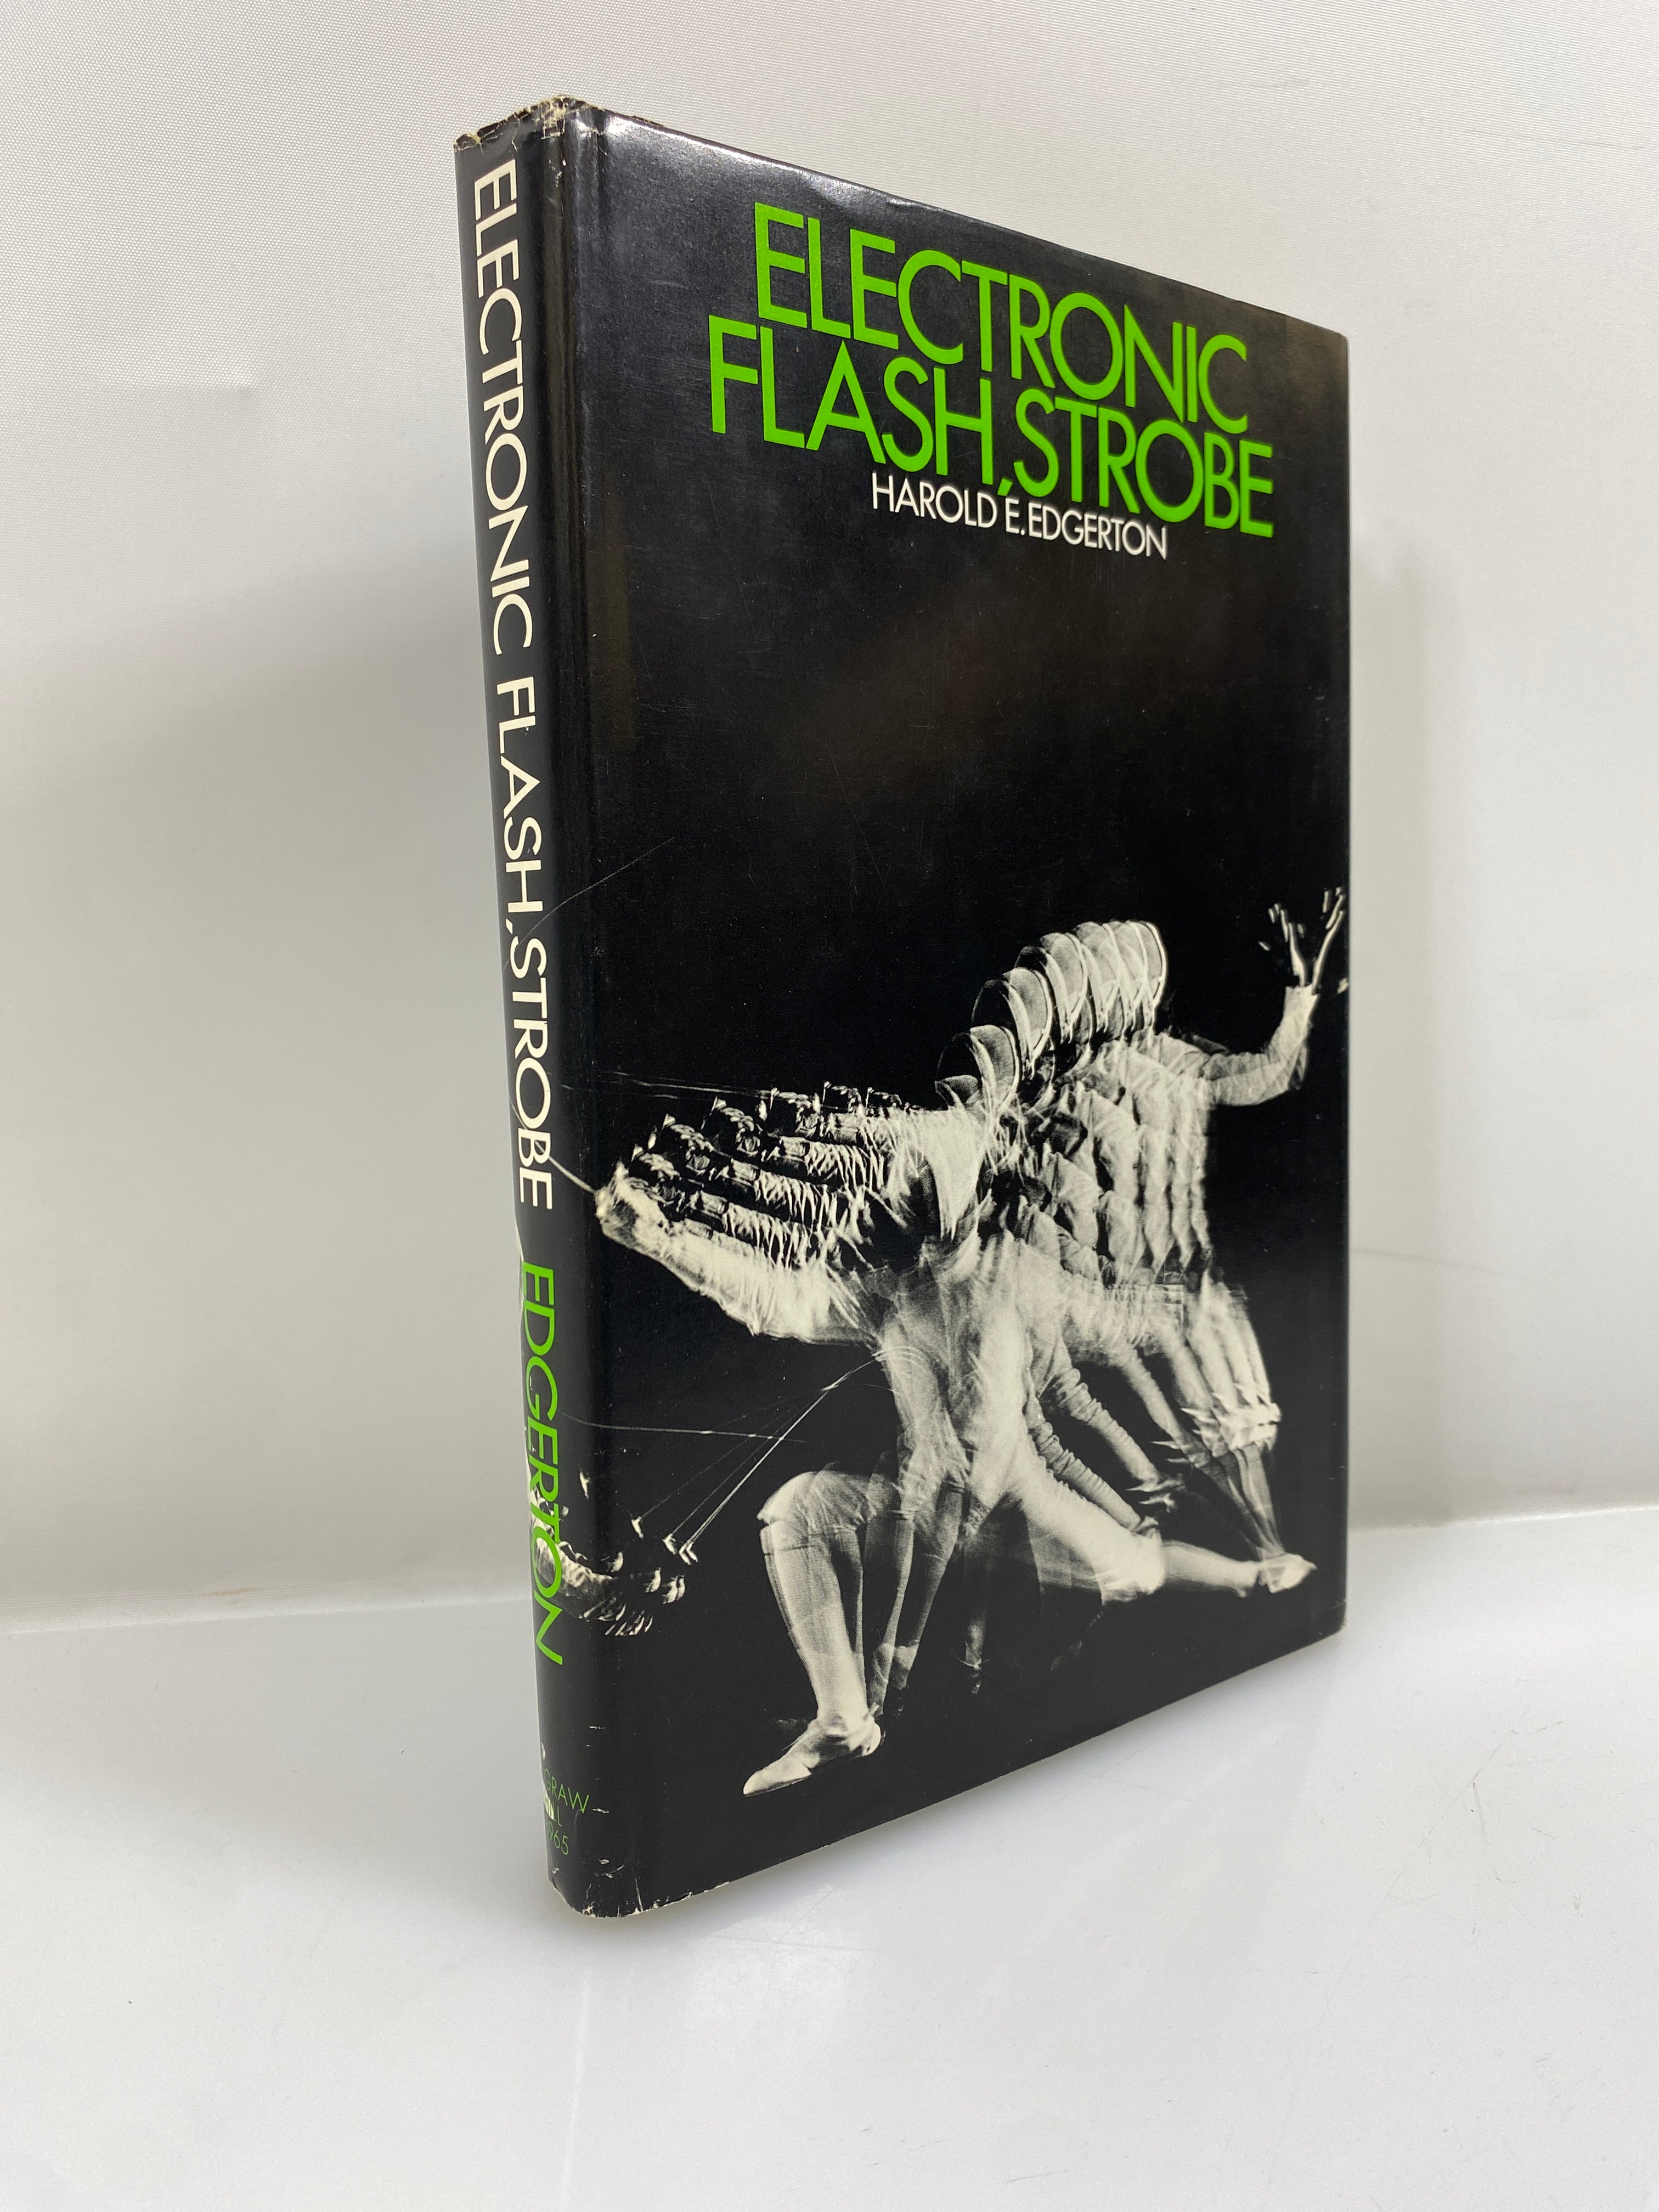 ELECTRONIC
FLASH, STROBE
HAROLD E. EDGERTON
ELECTRONIC FLASH, STROBE EDGERTON